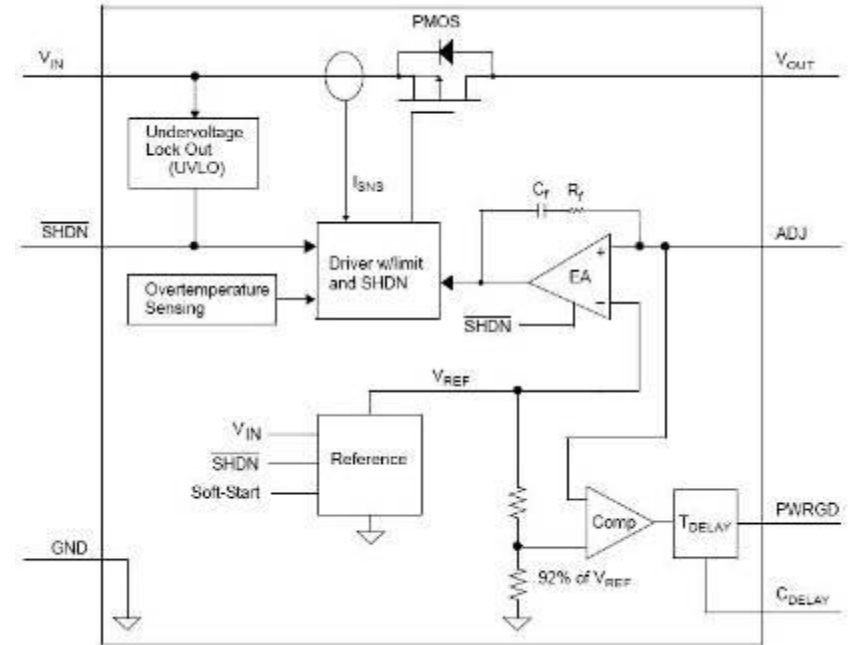 PMOS
VIN
VOUT
Undervoltage
Lock Out
(UVLO)
ISNS
Cf
Rf
SHDN
ADJ
Driver w/limit
and SHDN
EA
+
−
Overtemperature
Sensing
SHDN
VREF
VIN
SHDN
Soft-Start
Reference
Comp
TDELAY
PWRGD
GND
92% of VREF
CDELAY